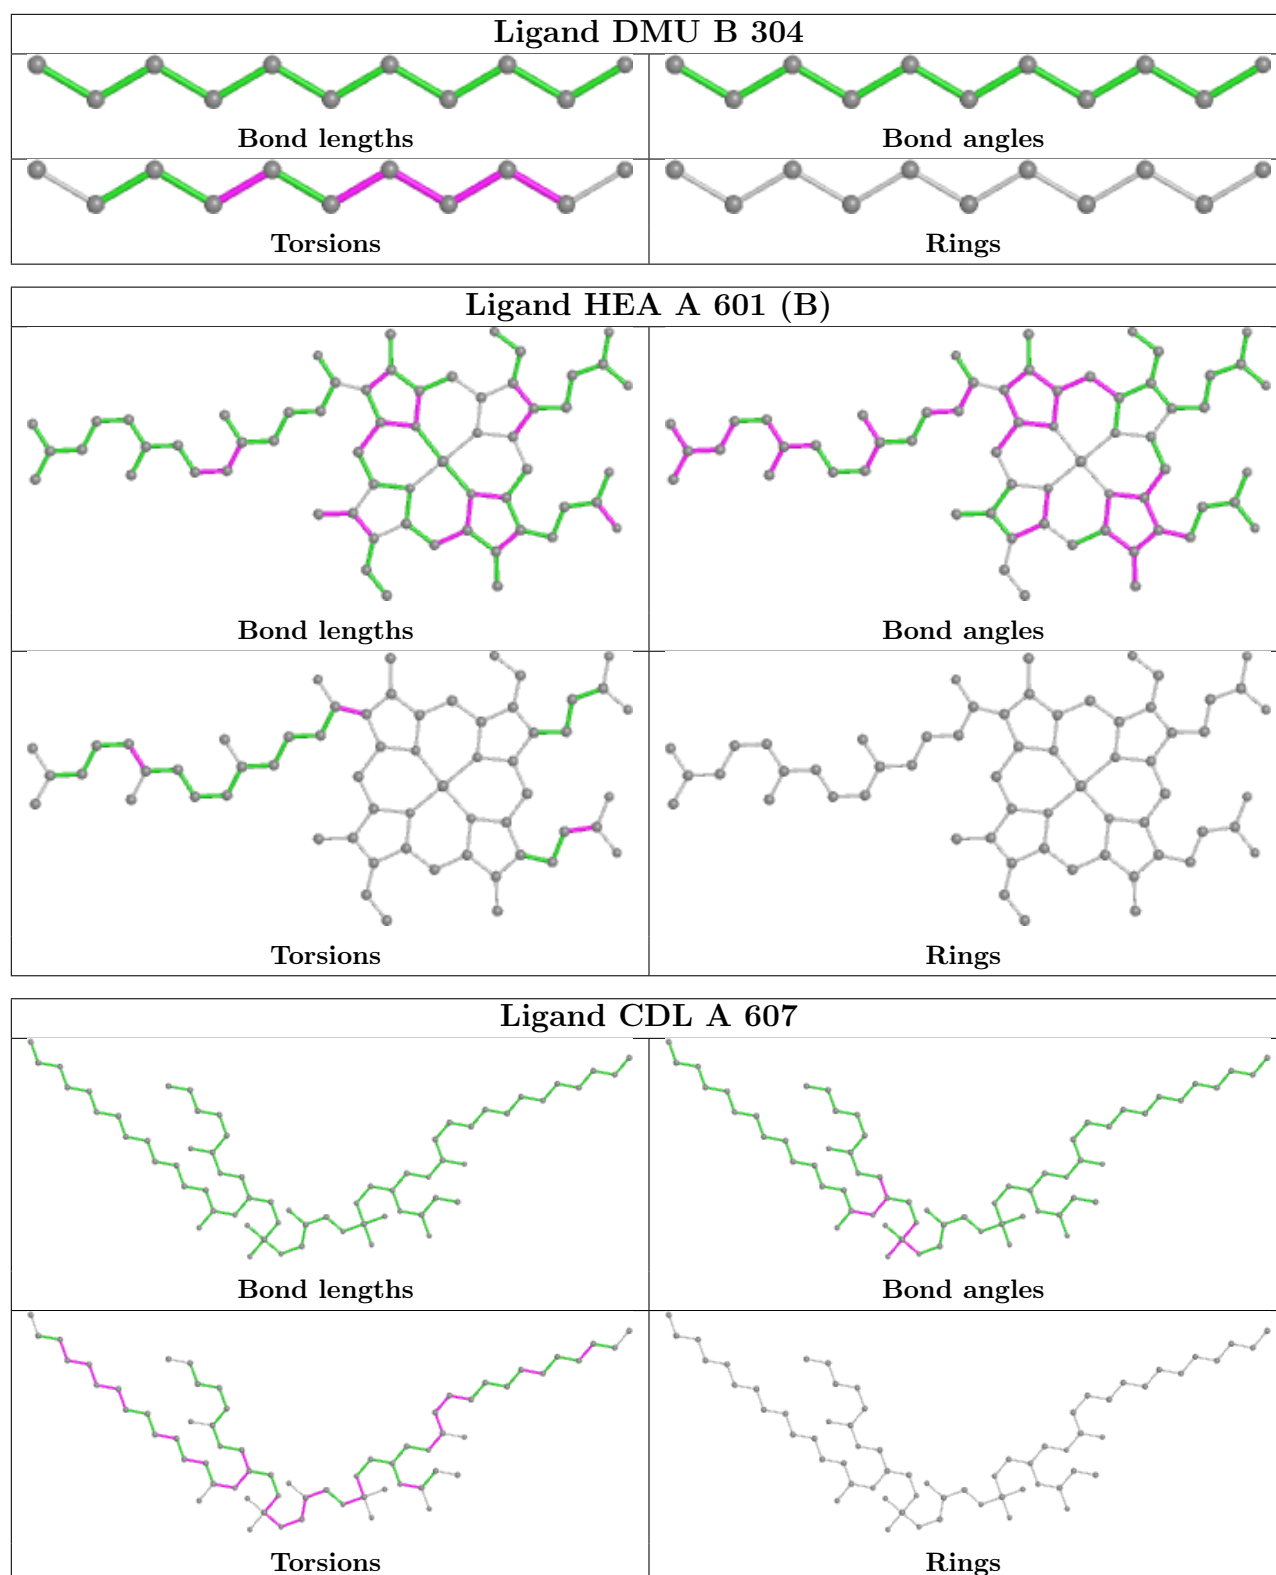 Ligand DMU B 304
Bond lengths
Bond angles
Torsions
Rings
Ligand HEA A 601 (B)
Bond lengths
Bond angles
Torsions
Rings
Ligand CDL A 607
Bond lengths
Bond angles
Torsions
Rings